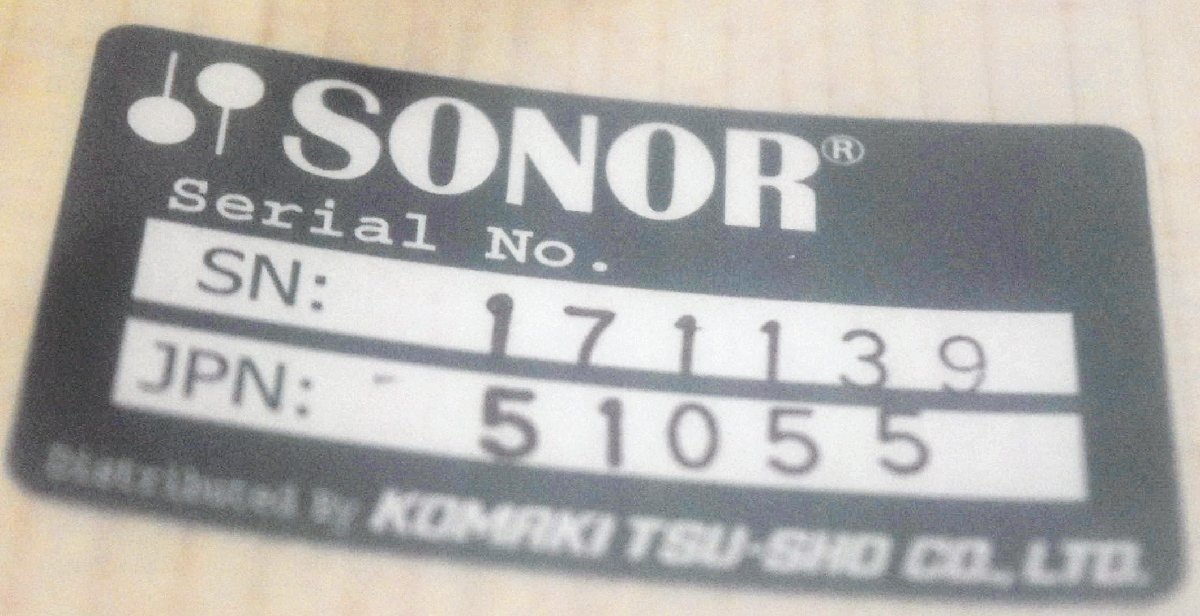 SONOR®
Serial No.
SN: 171139
JPN: 51055
Distributed By KOMAKI TSU-SHO CO., LTD.